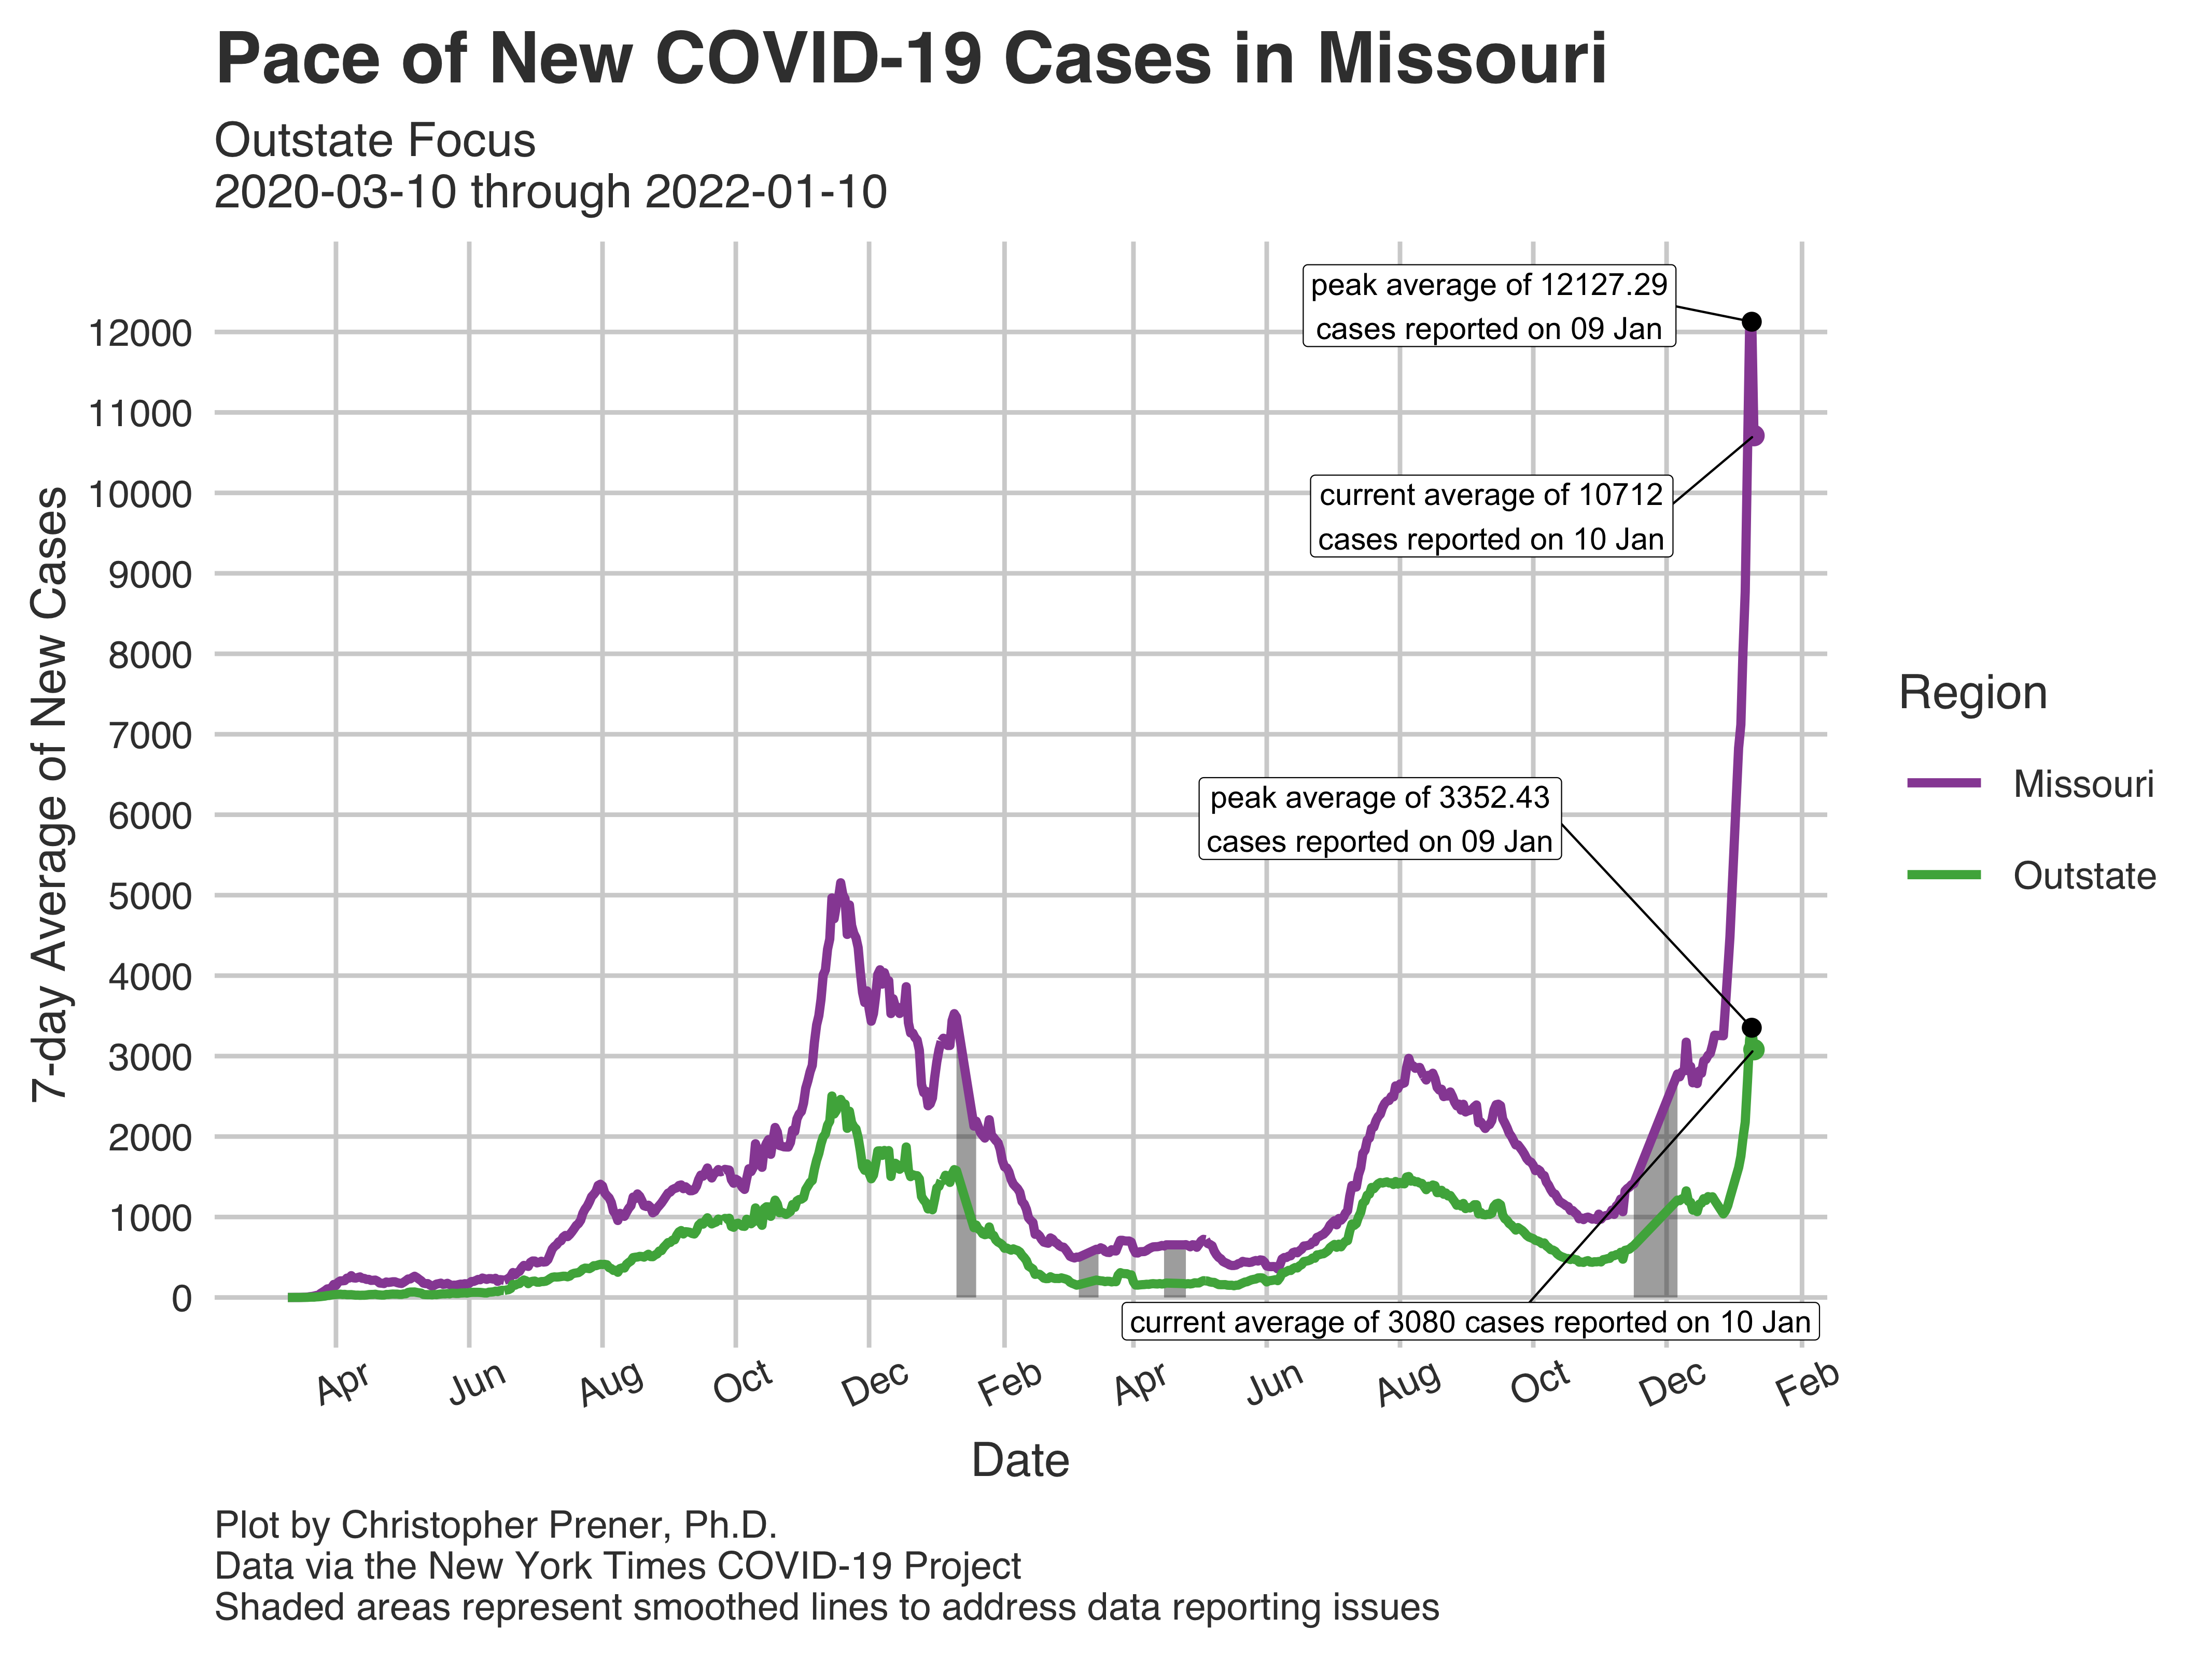 Pace of New COVID-19 Cases in Missouri
Outstate Focus
2020-03-10 through 2022-01-10
7-day Average of New Cases
12000
11000
10000
9000
8000
7000
6000
5000
4000
3000
2000
1000
0
peak average of 12127.29
cases reported on 09 Jan
current average of 10712
cases reported on 10 Jan
peak average of 3352.43
cases reported on 09 Jan
current average of 3080 cases reported on 10 Jan
Region
Missouri
Outstate
Apr
Jun
Aug
Oct
Dec
Feb
Apr
Jun
Aug
Oct
Dec
Feb
Date
Plot by Christopher Prener, Ph.D.
Data via the New York Times COVID-19 Project
Shaded areas represent smoothed lines to address data reporting issues